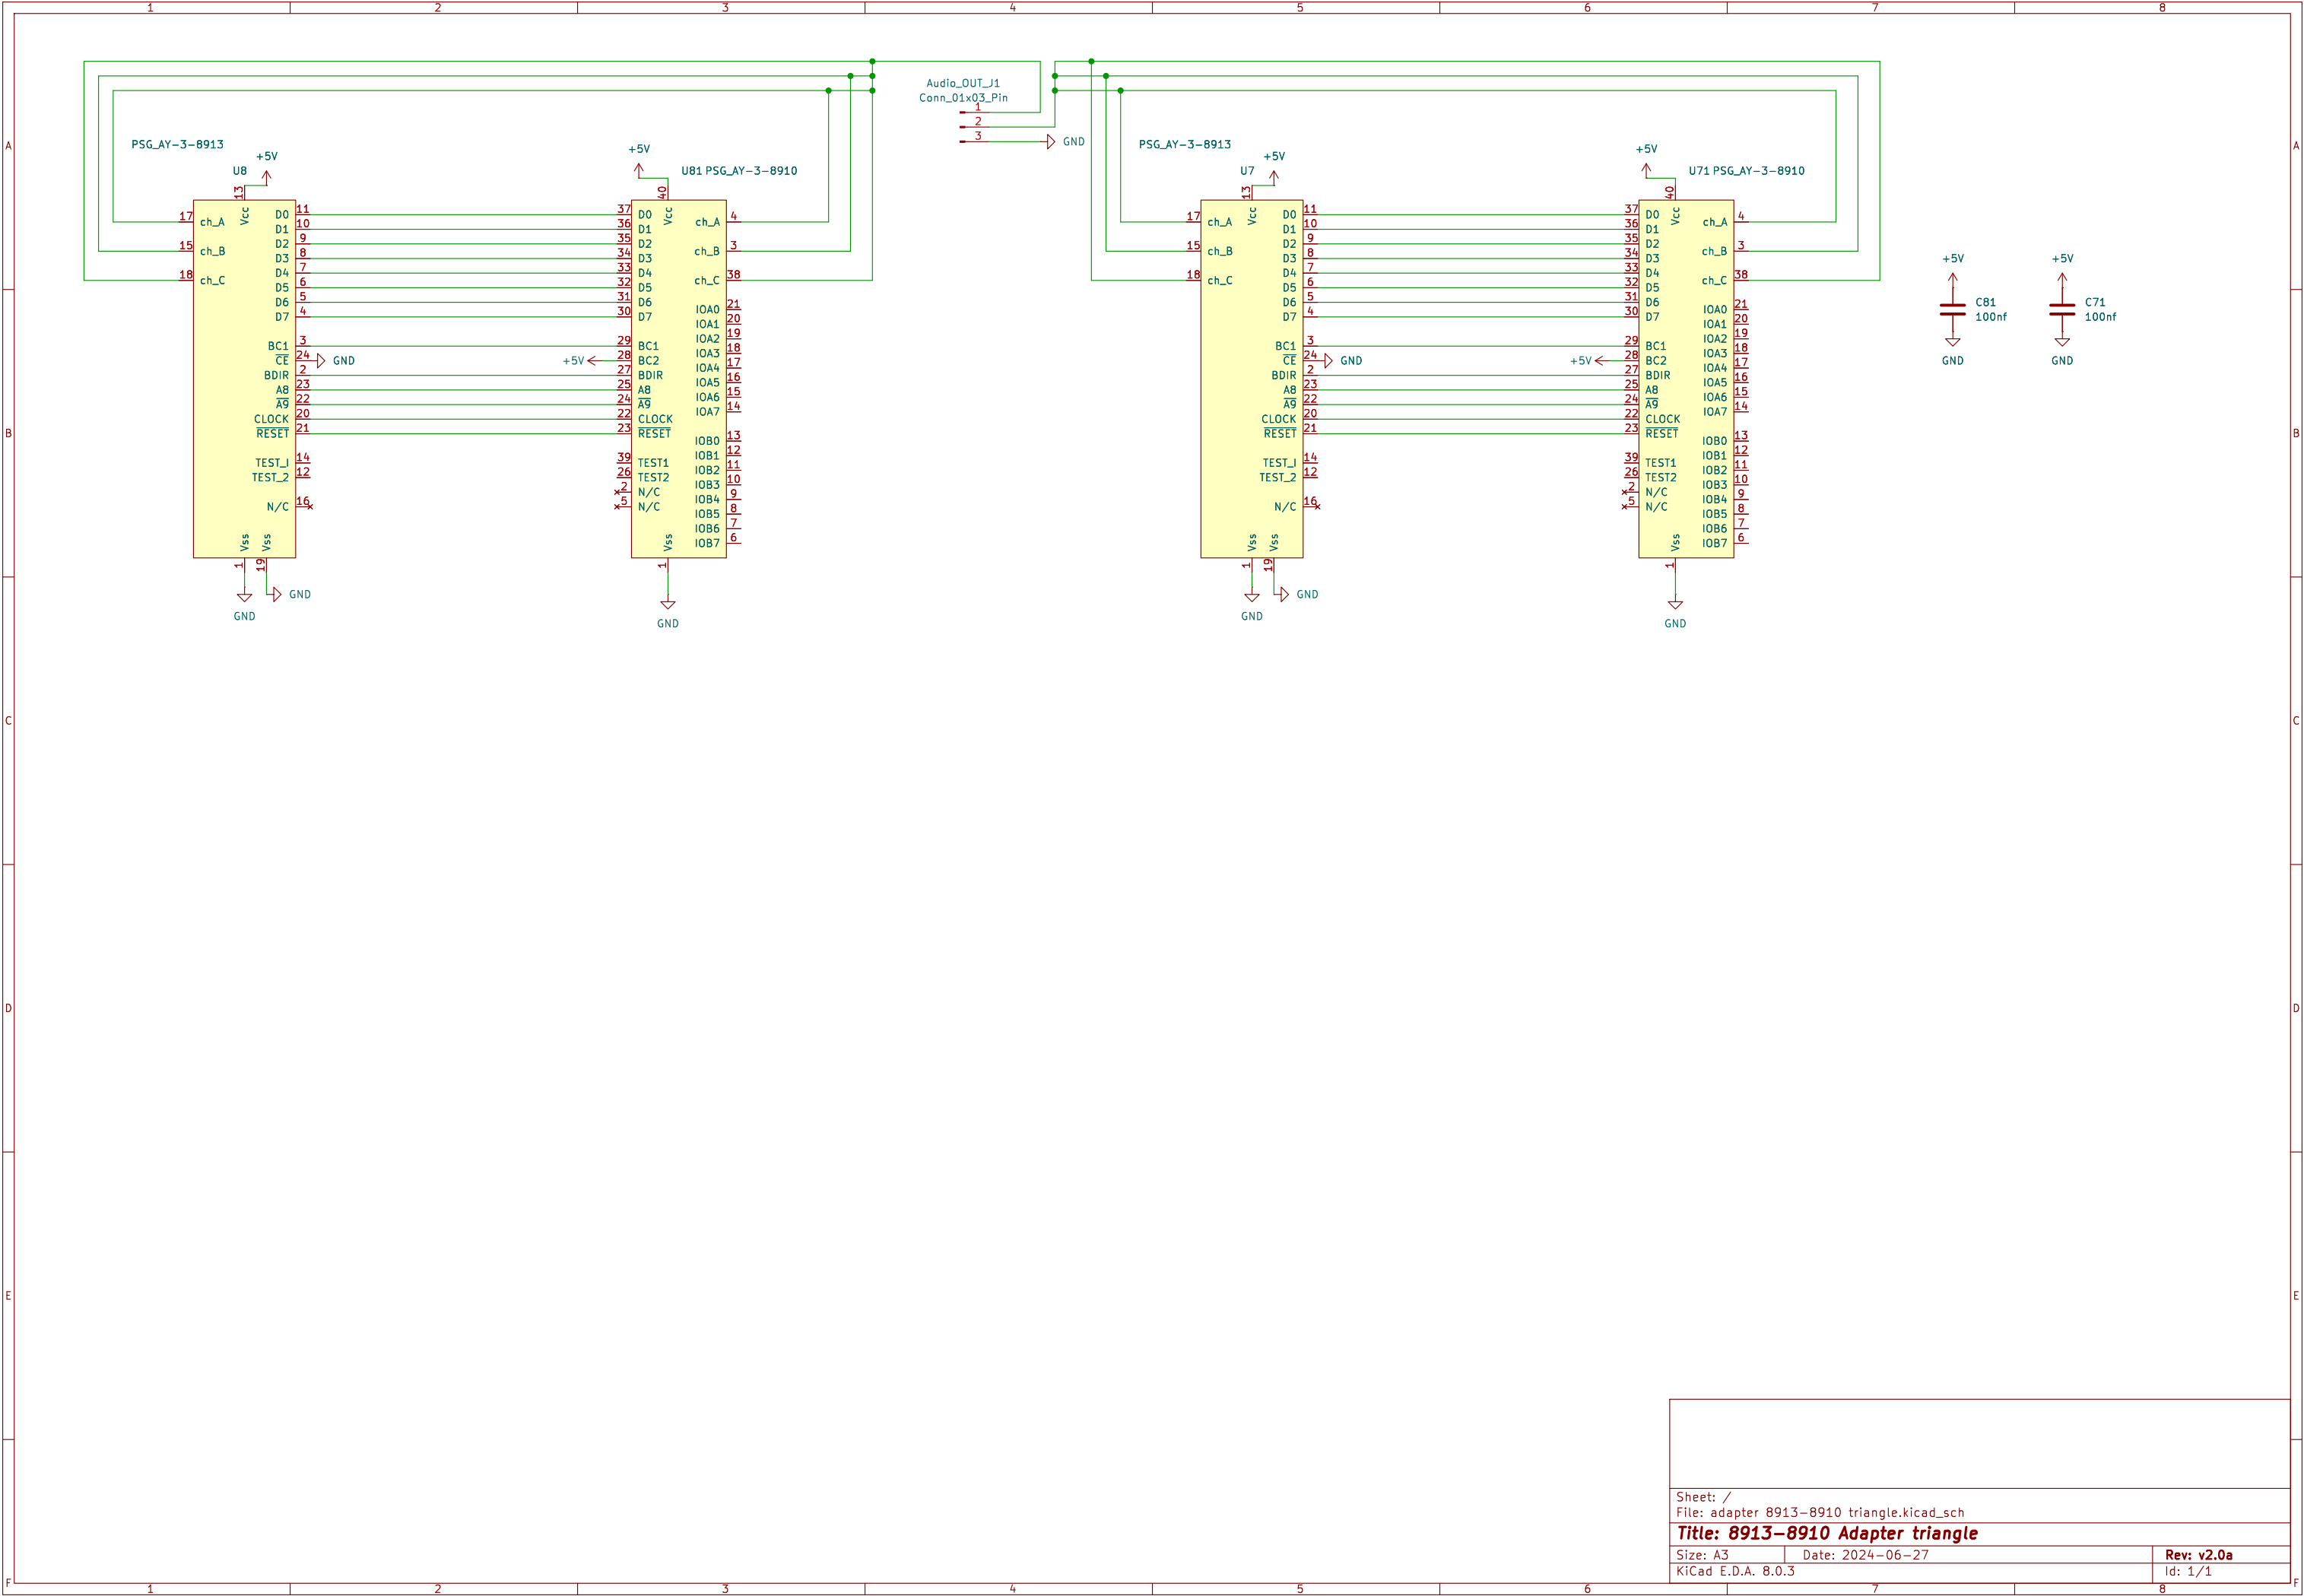 1 2 3 4 5 6 7 8
A
B
C
D
E
F
A
B
C
D
E
F
Audio_OUT_J1
Conn_01x03_Pin
1
2
3
GND
PSG_AY-3-8913
U8
+5V
13
Vcc
17 ch_A
15 ch_B
18 ch_C
D0 11
D1 10
D2 9
D3 8
D4 7
D5 6
D6 5
D7 4
BC1 3
CE 24 GND
BDIR 2
A8 23
A9 22
CLOCK 20
RESET 21
TEST_I 14
TEST_2 12
N/C 16
Vss Vss
1 19
GND
GND
+5V
U81 PSG_AY-3-8910
40
Vcc
37 D0
36 D1
35 D2
34 D3
33 D4
32 D5
31 D6
30 D7
29 BC1
+5V 28 BC2
27 BDIR
25 A8
24 A9
22 CLOCK
23 RESET
39 TEST1
26 TEST2
2 N/C
5 N/C
ch_A 4
ch_B 3
ch_C 38
IOA0 21
IOA1 20
IOA2 19
IOA3 18
IOA4 17
IOA5 16
IOA6 15
IOA7 14
IOB0 13
IOB1 12
IOB2 11
IOB3 10
IOB4 9
IOB5 8
IOB6 7
IOB7 6
Vss
1
GND
PSG_AY-3-8913
U7
+5V
13
Vcc
17 ch_A
15 ch_B
18 ch_C
D0 11
D1 10
D2 9
D3 8
D4 7
D5 6
D6 5
D7 4
BC1 3
CE 24 GND
BDIR 2
A8 23
A9 22
CLOCK 20
RESET 21
TEST_I 14
TEST_2 12
N/C 16
Vss Vss
1 19
GND
GND
+5V
U71 PSG_AY-3-8910
40
Vcc
37 D0
36 D1
35 D2
34 D3
33 D4
32 D5
31 D6
30 D7
29 BC1
+5V 28 BC2
27 BDIR
25 A8
24 A9
22 CLOCK
23 RESET
39 TEST1
26 TEST2
2 N/C
5 N/C
ch_A 4
ch_B 3
ch_C 38
IOA0 21
IOA1 20
IOA2 19
IOA3 18
IOA4 17
IOA5 16
IOA6 15
IOA7 14
IOB0 13
IOB1 12
IOB2 11
IOB3 10
IOB4 9
IOB5 8
IOB6 7
IOB7 6
Vss
1
GND
+5V
C81
100nf
GND
+5V
C71
100nf
GND
Sheet: /
File: adapter 8913-8910 triangle.kicad_sch
Title: 8913-8910 Adapter triangle
Size: A3 Date: 2024-06-27 Rev: v2.0a
KiCad E.D.A. 8.0.3 Id: 1/1
1 2 3 4 5 6 7 8